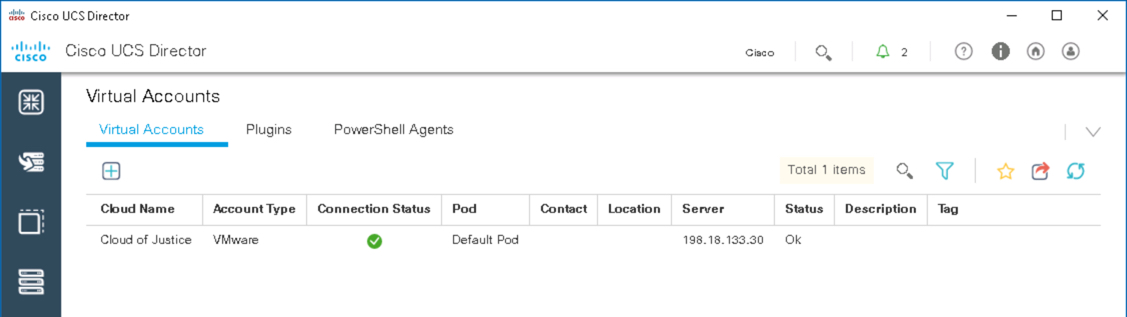 cisco Cisco UCS Director
cisco Cisco UCS Director Cisco 2 ?
Virtual Accounts
Virtual Accounts Plugins PowerShell Agents
Total 1 items
Cloud Name Account Type Connection Status Pod Contact Location Server Status Description Tag
Cloud of Justice VMware Default Pod 198.18.133.30 Ok